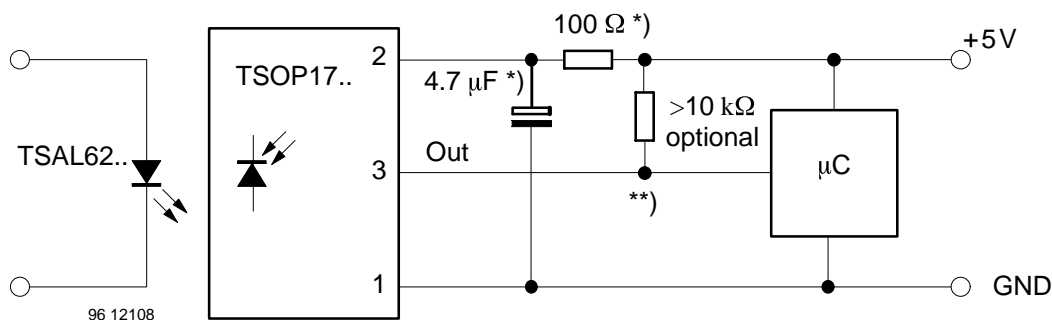 100 Ω *)
+5V
2
TSOP17..
4.7 µF *)
>10 kΩ
optional
TSAL62..
Out
3
µC
**)
1
GND
96 12108